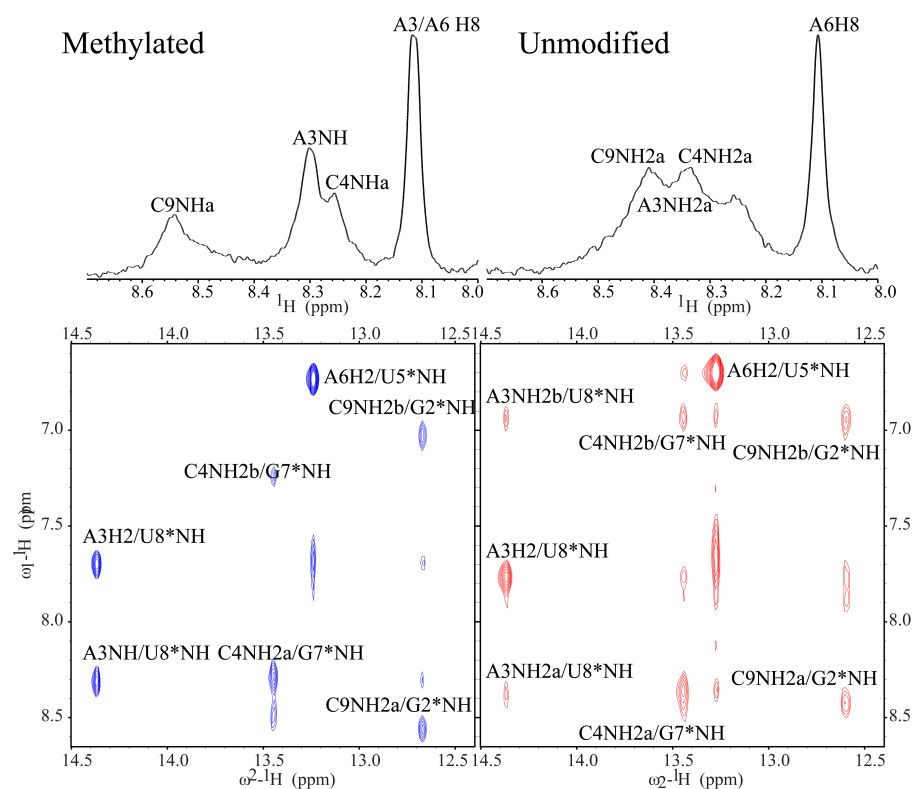 Methylated
A3/A6 H8
A3NH
C4NHa
C9NHa
8.6 8.5 8.4 8.3 8.2 8.1 8.0
1H (ppm)
Unmodified
A6H8
C9NH2a C4NH2a
A3NH2a
8.6 8.5 8.4 8.3 8.2 8.1 8.0
1H (ppm)
14.5 14.0 13.5 13.0 12.5
A6H2/U5*NH
C9NH2b/G2*NH
7.0
C4NH2b/G7*NH
7.5
A3H2/U8*NH
8.0
A3NH/U8*NH C4NH2a/G7*NH
C9NH2a/G2*NH
8.5
ω1-1H (ppm)
14.5 14.0 13.5 13.0 12.5
ω2-1H (ppm)
14.5 14.0 13.5 13.0 12.5
A6H2/U5*NH
A3NH2b/U8*NH
7.0
C4NH2b/G7*NH
C9NH2b/G2*NH
7.5
A3H2/U8*NH
8.0
A3NH2a/U8*NH C9NH2a/G2*NH
8.5
C4NH2a/G7*NH
14.5 14.0 13.5 13.0 12.5
ω2-1H (ppm)